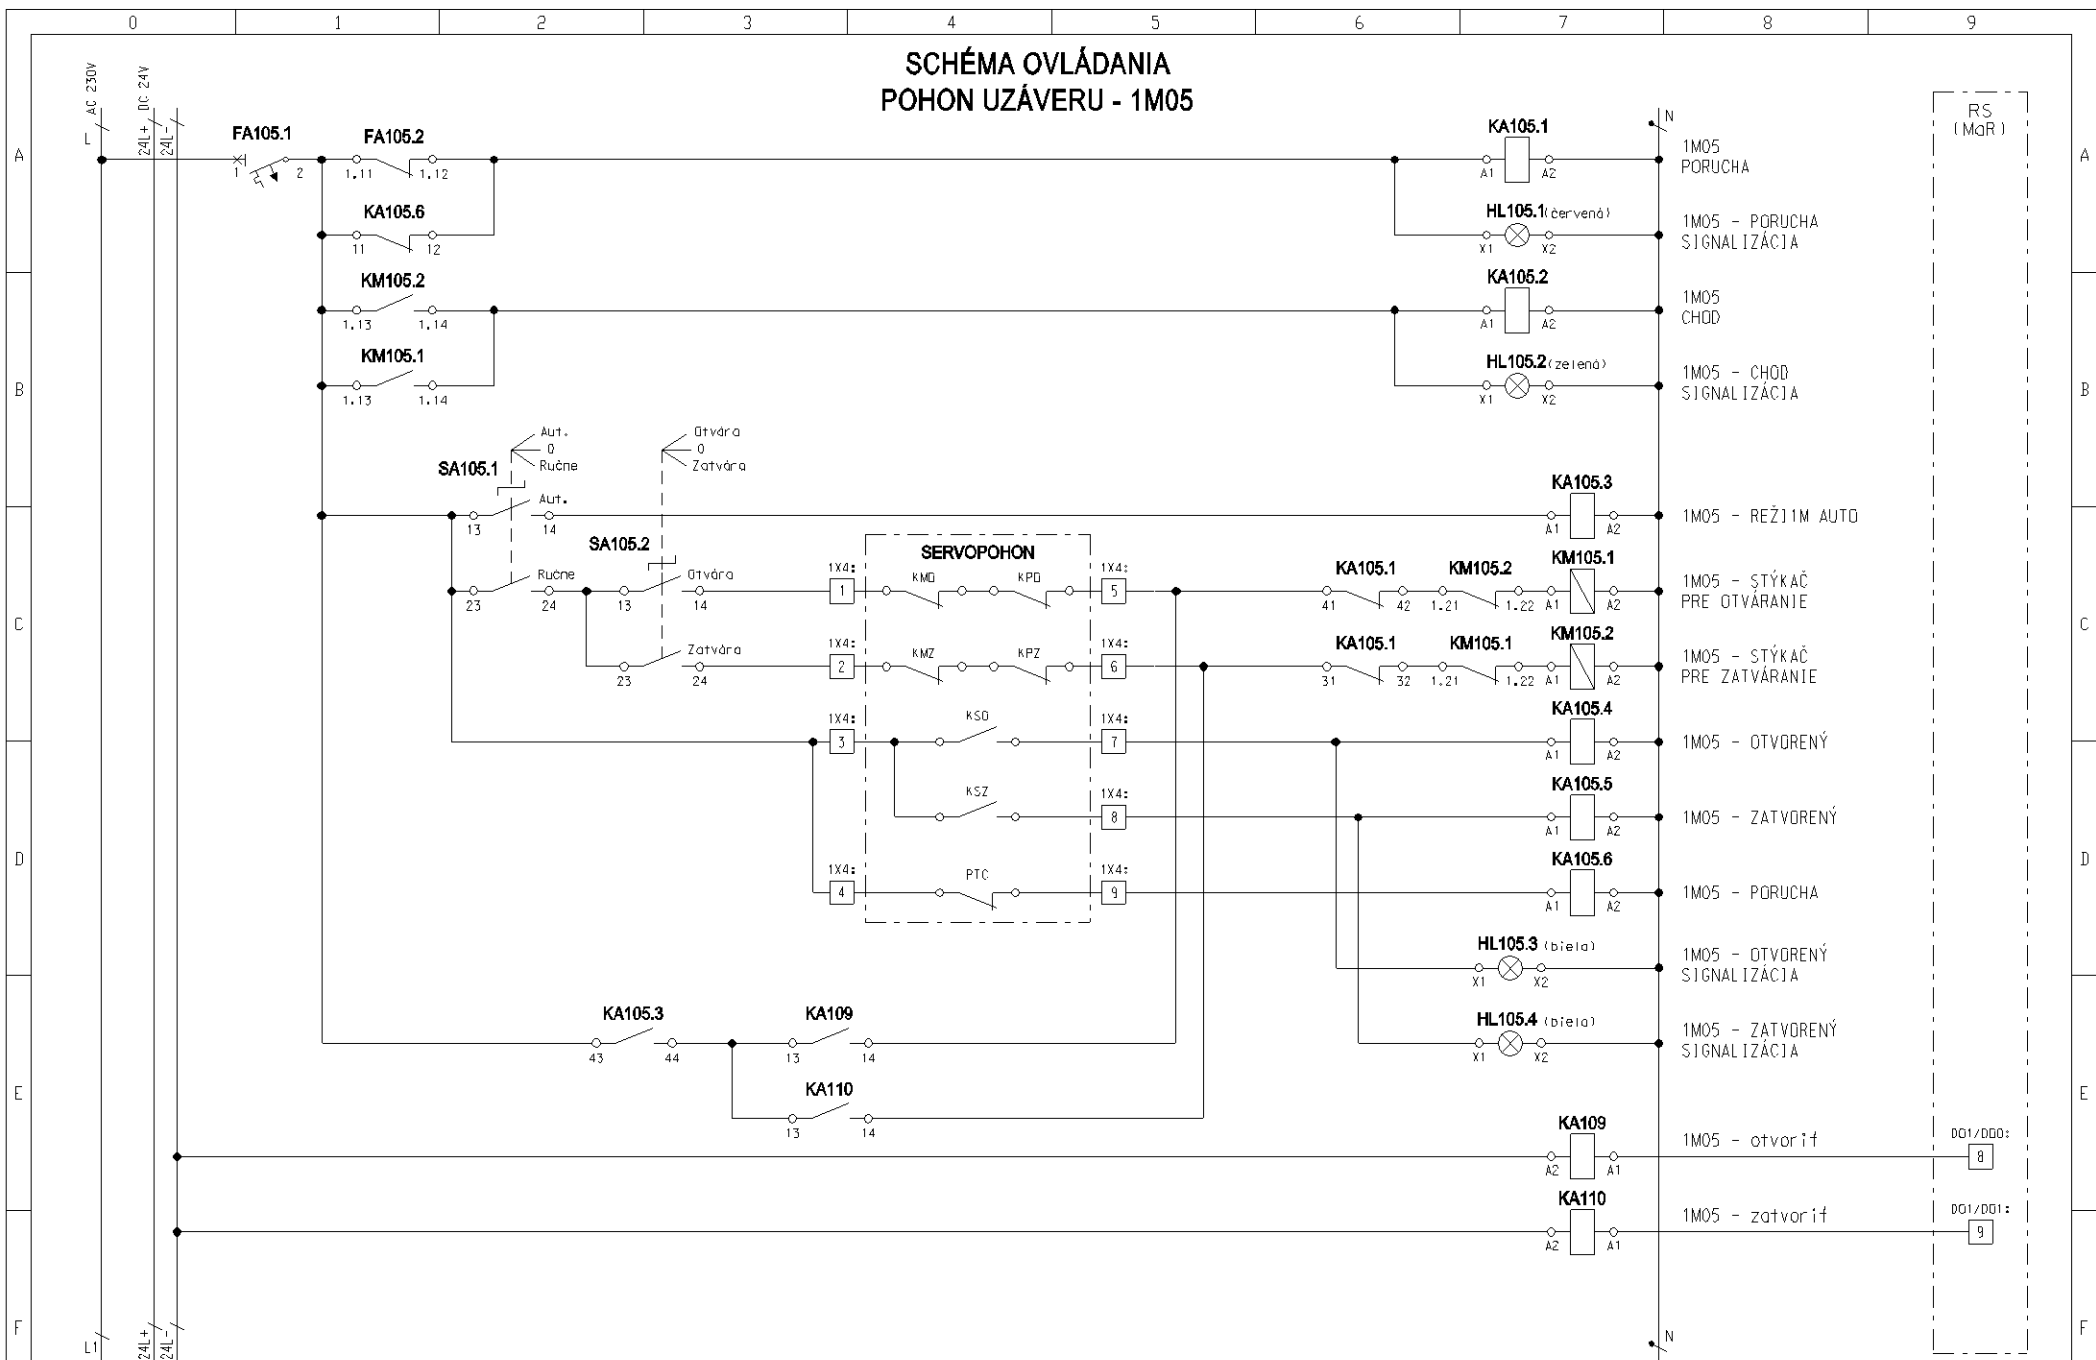 0 1 2 3 4 5 6 7 8 9
SCHÉMA OVLÁDANIA
POHON UZÁVERU - 1M05
AC 230V
DC 24V
L
24L+
24L-
N
RS
(MaR)
A
A
FA105.1
1 2
FA105.2
1.11 1.12
KA105.1
A1 A2
1M05
PORUCHA
KA105.6
11 12
HL105.1 (červená)
X1 X2
1M05 - PORUCHA
SIGNALIZÁCIA
KM105.2
1.13 1.14
KA105.2
A1 A2
1M05
CHOD
B
B
KM105.1
1.13 1.14
HL105.2 (zelená)
X1 X2
1M05 - CHOD
SIGNALIZÁCIA
Aut.
0
Ručne
Otvára
0
Zatvára
SA105.1
Aut.
13 14
KA105.3
A1 A2
1M05 - REŽIIM AUTO
C
C
Ručne
23 24
SA105.2
Otvára
13 14
SERVOPOHON
1X4:
1
KMO
KPO
1X4:
5
KA105.1
41 42
KM105.2
1.21 1.22
KM105.1
A1 A2
1M05 - STÝKAČ
PRE OTVÁRANIE
Zatvára
23 24
1X4:
2
KMZ
KPZ
1X4:
6
KA105.1
31 32
KM105.1
1.21 1.22
KM105.2
A1 A2
1M05 - STÝKAČ
PRE ZATVÁRANIE
1X4:
3
KSO
1X4:
7
KA105.4
A1 A2
1M05 - OTVORENÝ
KSZ
1X4:
8
KA105.5
A1 A2
1M05 - ZATVORENÝ
D
D
1X4:
4
PTC
1X4:
9
KA105.6
A1 A2
1M05 - PORUCHA
HL105.3 (biela)
X1 X2
1M05 - OTVORENÝ
SIGNALIZÁCIA
KA105.3
43 44
KA109
13 14
HL105.4 (biela)
X1 X2
1M05 - ZATVORENÝ
SIGNALIZÁCIA
E
E
KA110
13 14
KA109
A2 A1
1M05 - otvoriť
DO1/DO0:
8
KA110
A2 A1
1M05 - zatvoriť
DO1/DO1:
9
F
F
L1
24L+
24L-
N